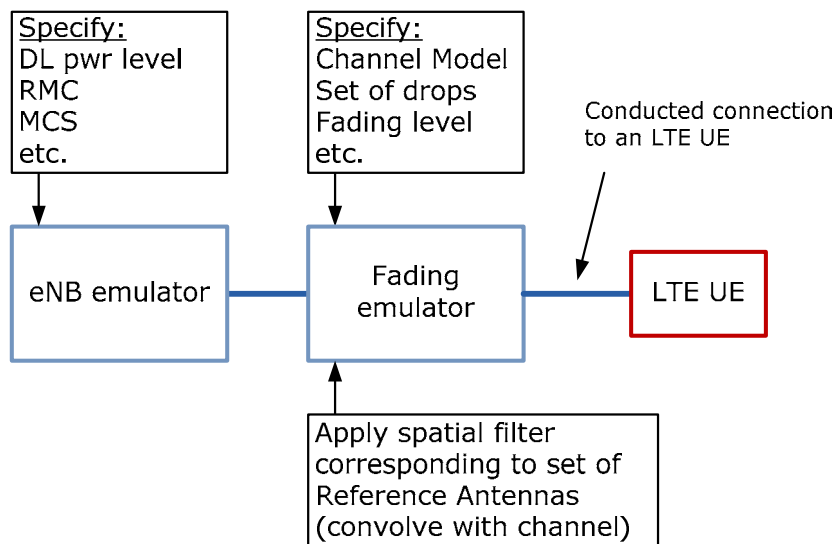 Specify:
DL pwr level
RMC
MCS
etc.
Specify:
Channel Model
Set of drops
Fading level
etc.
Conducted connection
to an LTE UE
eNB emulator
Fading
emulator
LTE UE
Apply spatial filter
corresponding to set of
Reference Antennas
(convolve with channel)